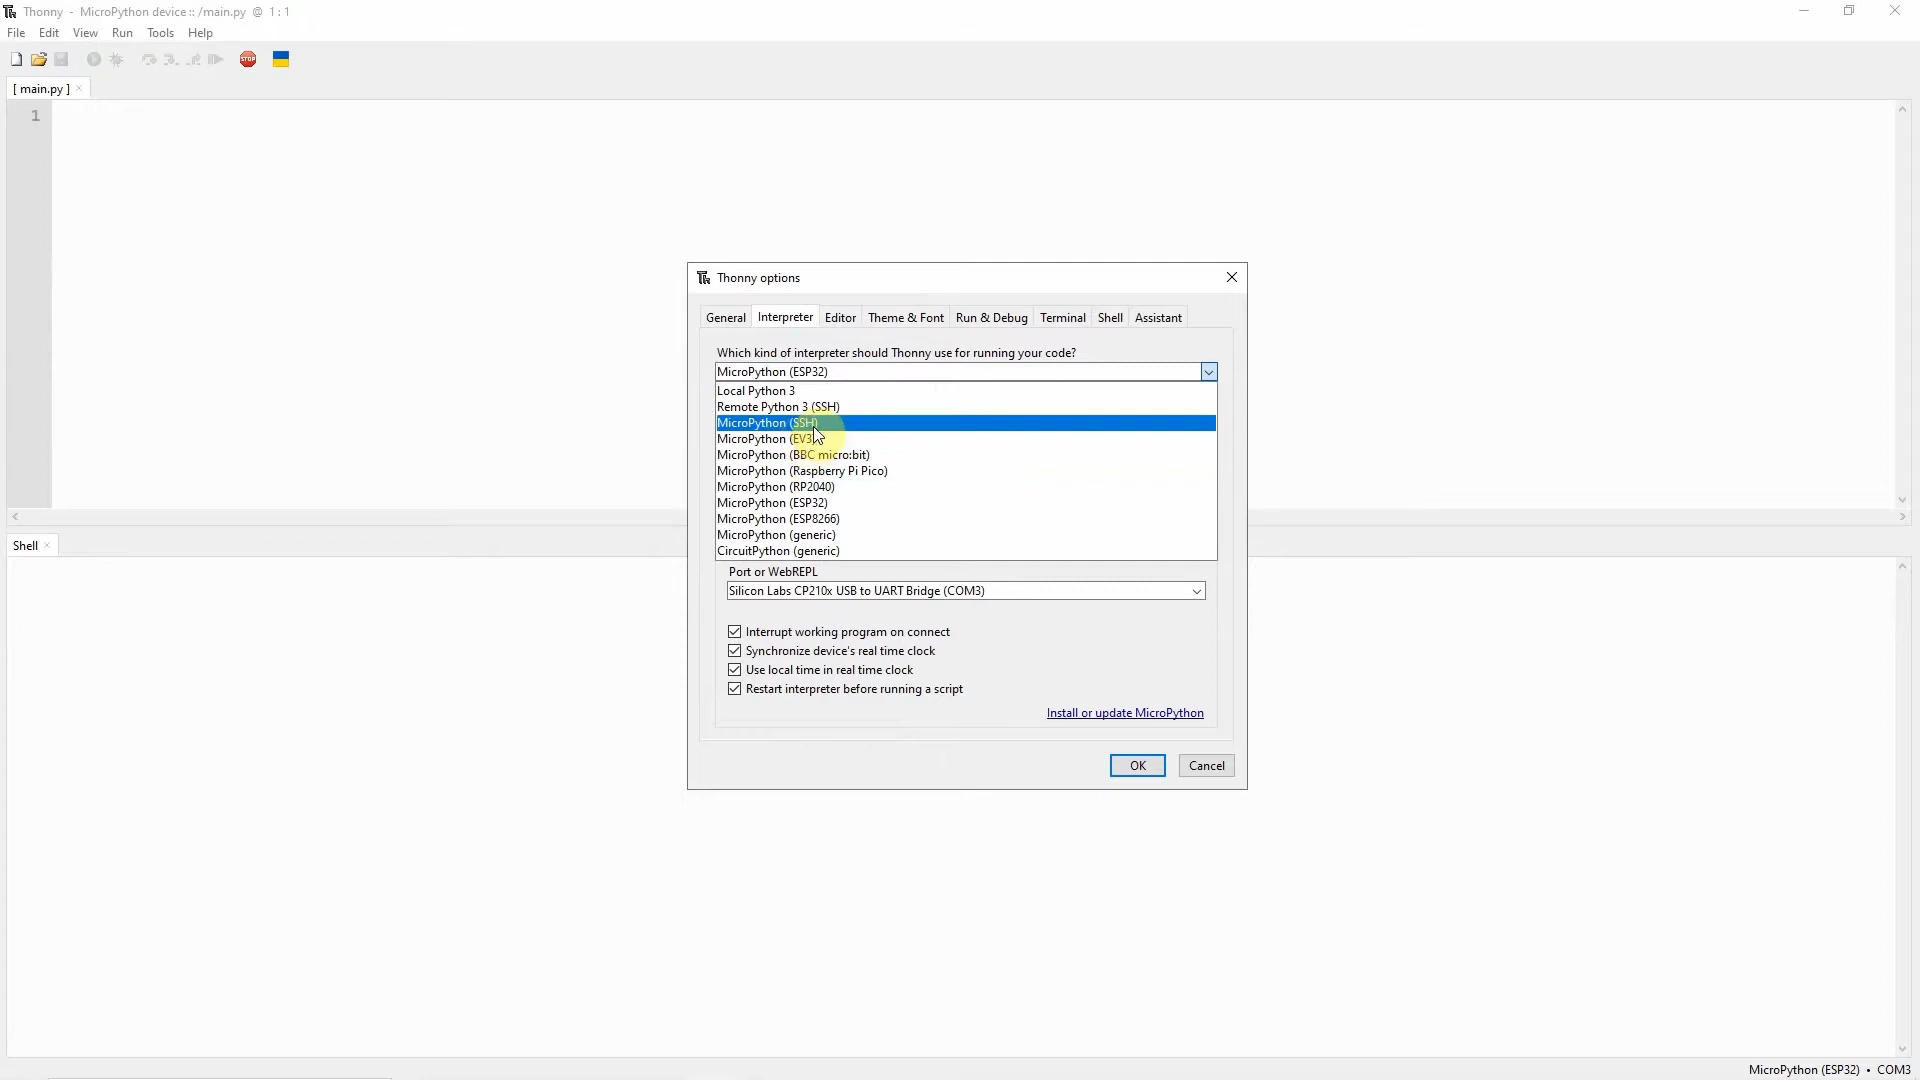 Thonny - MicroPython device :: /main.py @ 1:1
File Edit View Run Tools Help
STOP
[ main.py ] ×
1
Thonny options
General Interpreter Editor Theme & Font Run & Debug Terminal Shell Assistant
Which kind of interpreter should Thonny use for running your code?
MicroPython (ESP32)
Local Python 3
Remote Python 3 (SSH)
MicroPython (SSH)
MicroPython (EV3)
MicroPython (BBC micro:bit)
MicroPython (Raspberry Pi Pico)
MicroPython (RP2040)
MicroPython (ESP32)
MicroPython (ESP8266)
MicroPython (generic)
CircuitPython (generic)
Shell ×
Port or WebREPL
Silicon Labs CP210x USB to UART Bridge (COM3)
Interrupt working program on connect
Synchronize device's real time clock
Use local time in real time clock
Restart interpreter before running a script
Install or update MicroPython
OK Cancel
MicroPython (ESP32) • COM3